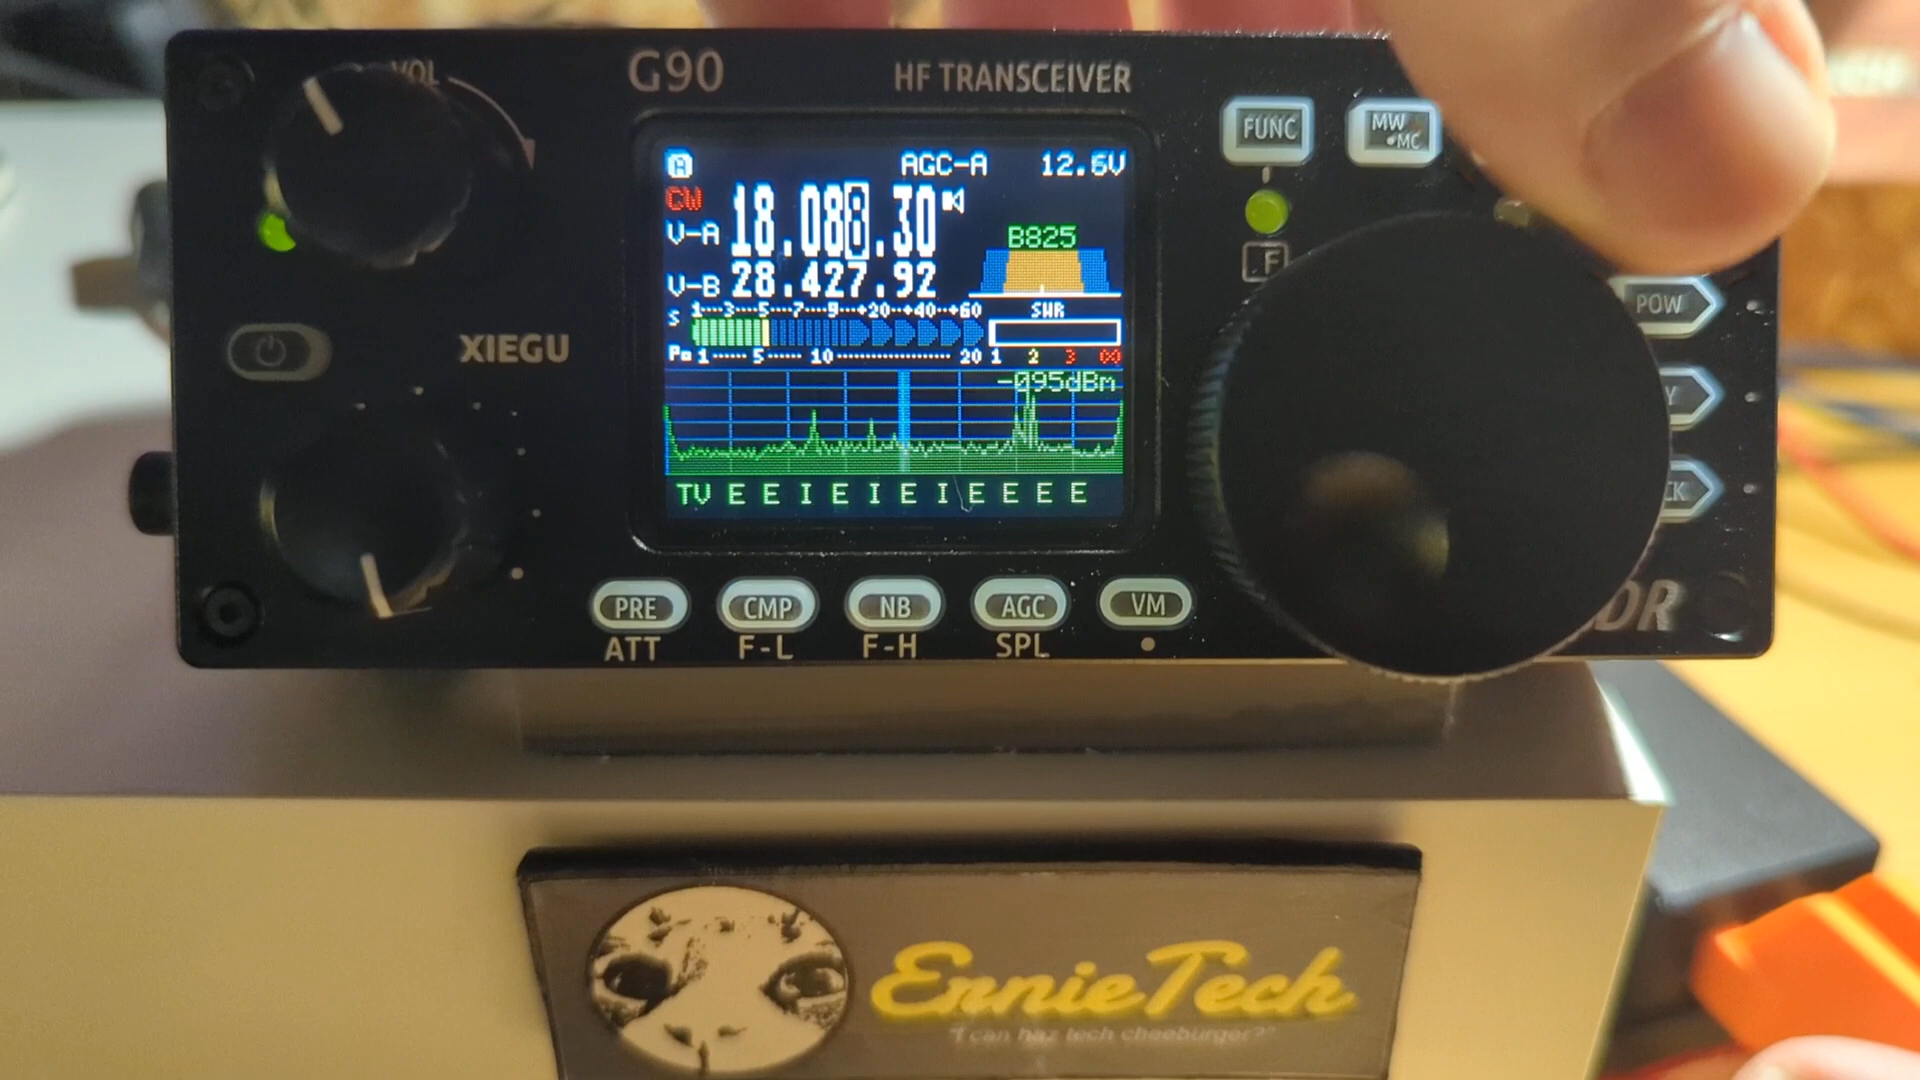 VOL
G90
HF TRANSCEIVER
FUNC
MW
MC
A AGC-A 12.6V
CW
V-A 18.088.30
B825
V-B 28.427.92
S 1 3 5 7 9 +20 +40 +60 SWR
Po 1 5 10 20 1 2 3 ∞
-095dBm
TV E E I E I E I E E E E
F
POW
XIEGU
PRE CMP NB AGC VM
ATT F-L F-H SPL
EnnieTech
"I can haz tech cheeburger?"